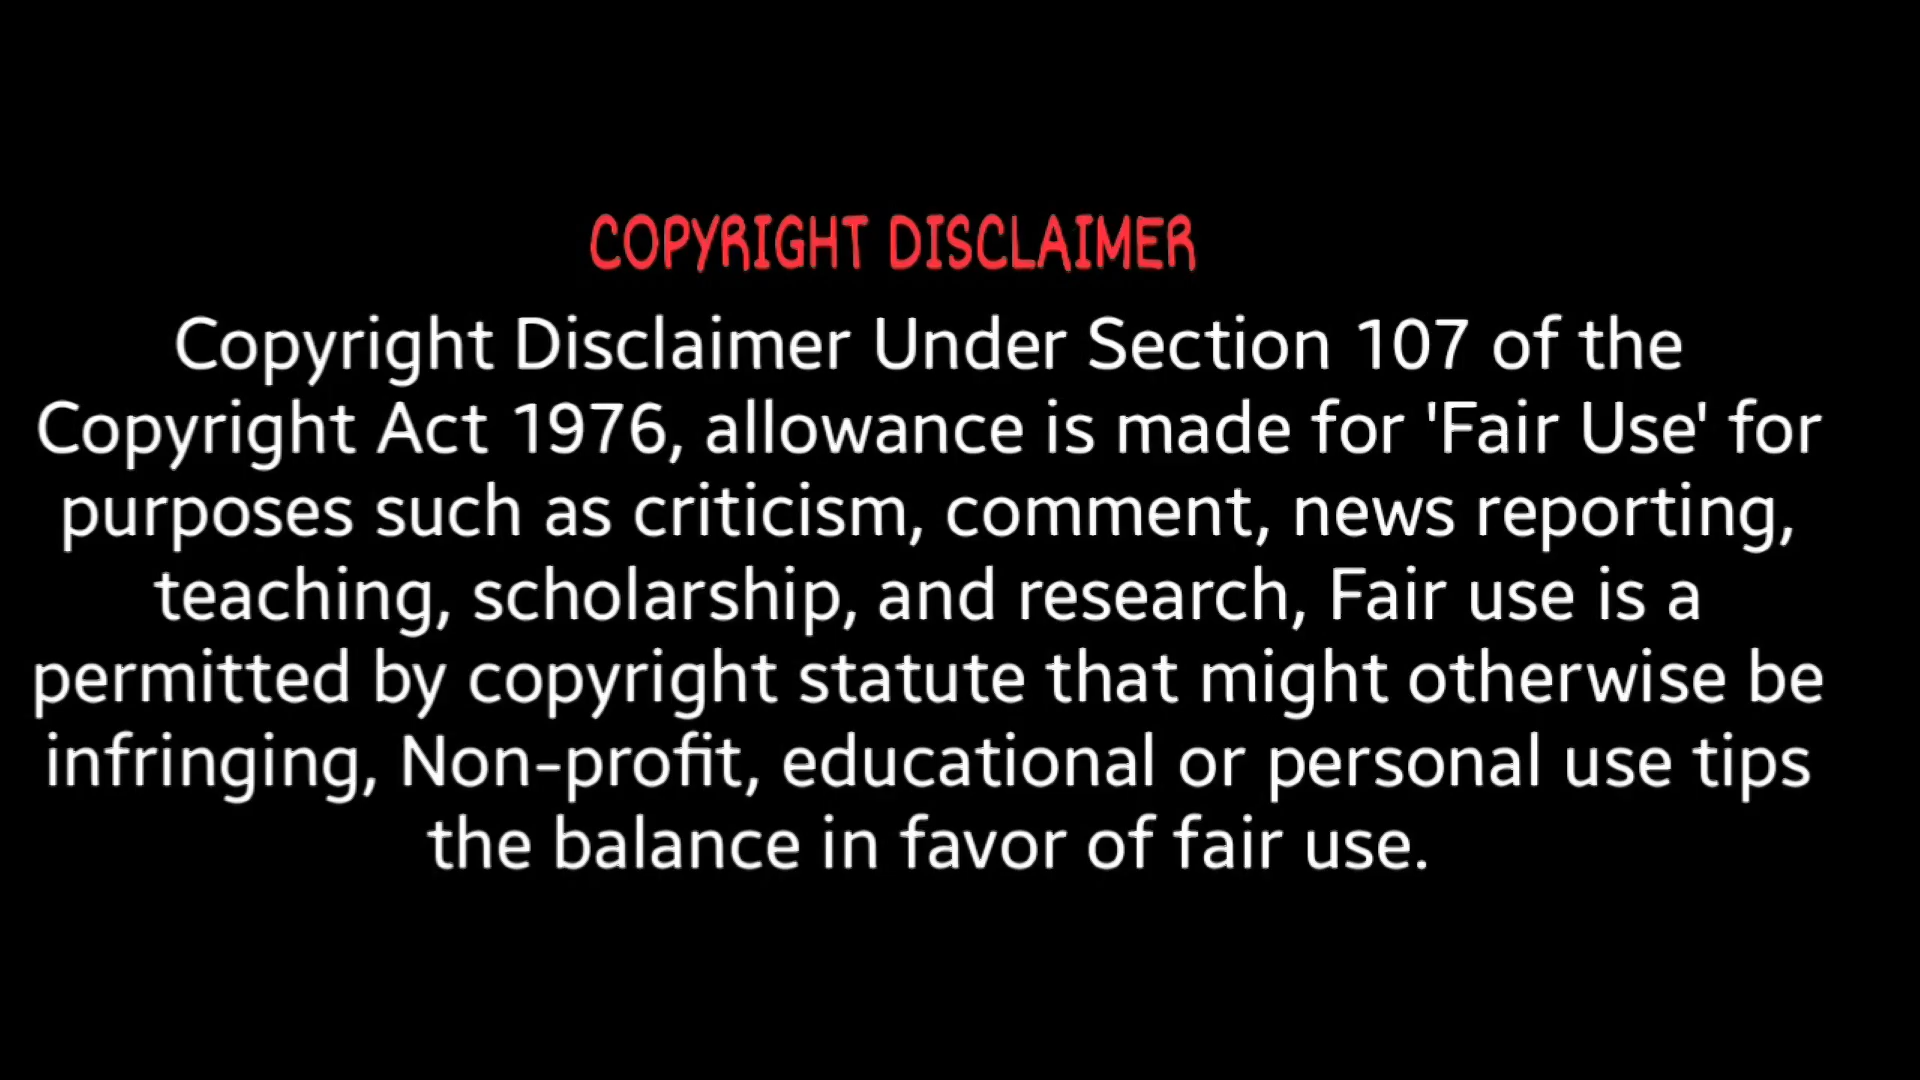 COPYRIGHT DISCLAIMER
Copyright Disclaimer Under Section 107 of the
Copyright Act 1976, allowance is made for 'Fair Use' for
purposes such as criticism, comment, news reporting,
teaching, scholarship, and research, Fair use is a
permitted by copyright statute that might otherwise be
infringing, Non-profit, educational or personal use tips
the balance in favor of fair use.